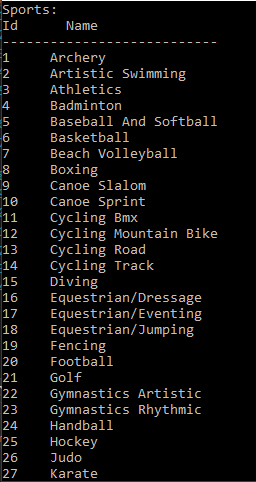 Sports:
Id Name
---------------------------
1 Archery
2 Artistic Swimming
3 Athletics
4 Badminton
5 Baseball And Softball
6 Basketball
7 Beach Volleyball
8 Boxing
9 Canoe Slalom
10 Canoe Sprint
11 Cycling Bmx
12 Cycling Mountain Bike
13 Cycling Road
14 Cycling Track
15 Diving
16 Equestrian/Dressage
17 Equestrian/Eventing
18 Equestrian/Jumping
19 Fencing
20 Football
21 Golf
22 Gymnastics Artistic
23 Gymnastics Rhythmic
24 Handball
25 Hockey
26 Judo
27 Karate